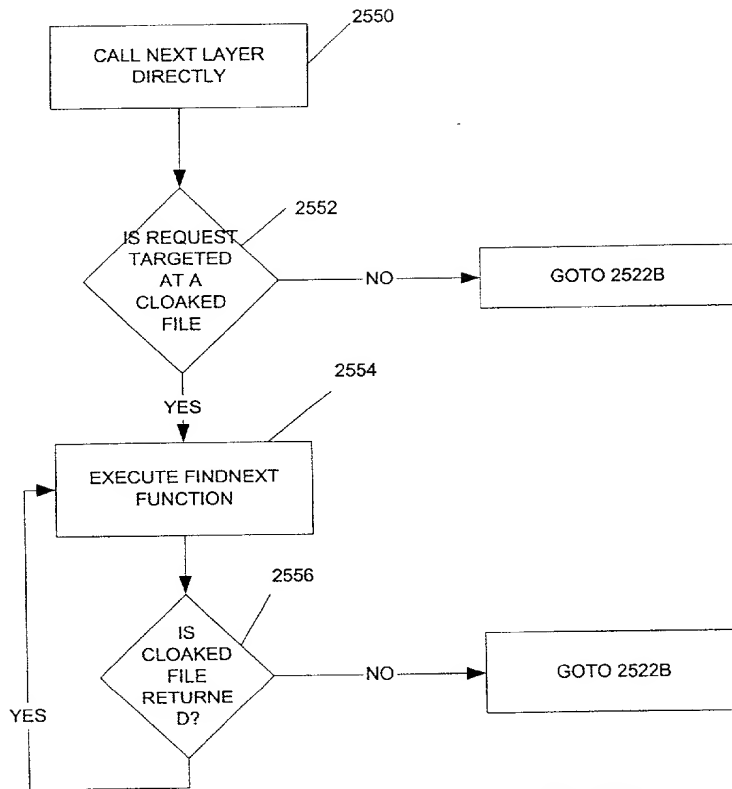 2550
CALL NEXT LAYER
DIRECTLY
2552
IS REQUEST
TARGETED
AT A
CLOAKED
FILE
NO
GOTO 2522B
YES
2554
EXECUTE FINDNEXT
FUNCTION
2556
IS
CLOAKED
FILE
RETURNE
D?
NO
GOTO 2522B
YES